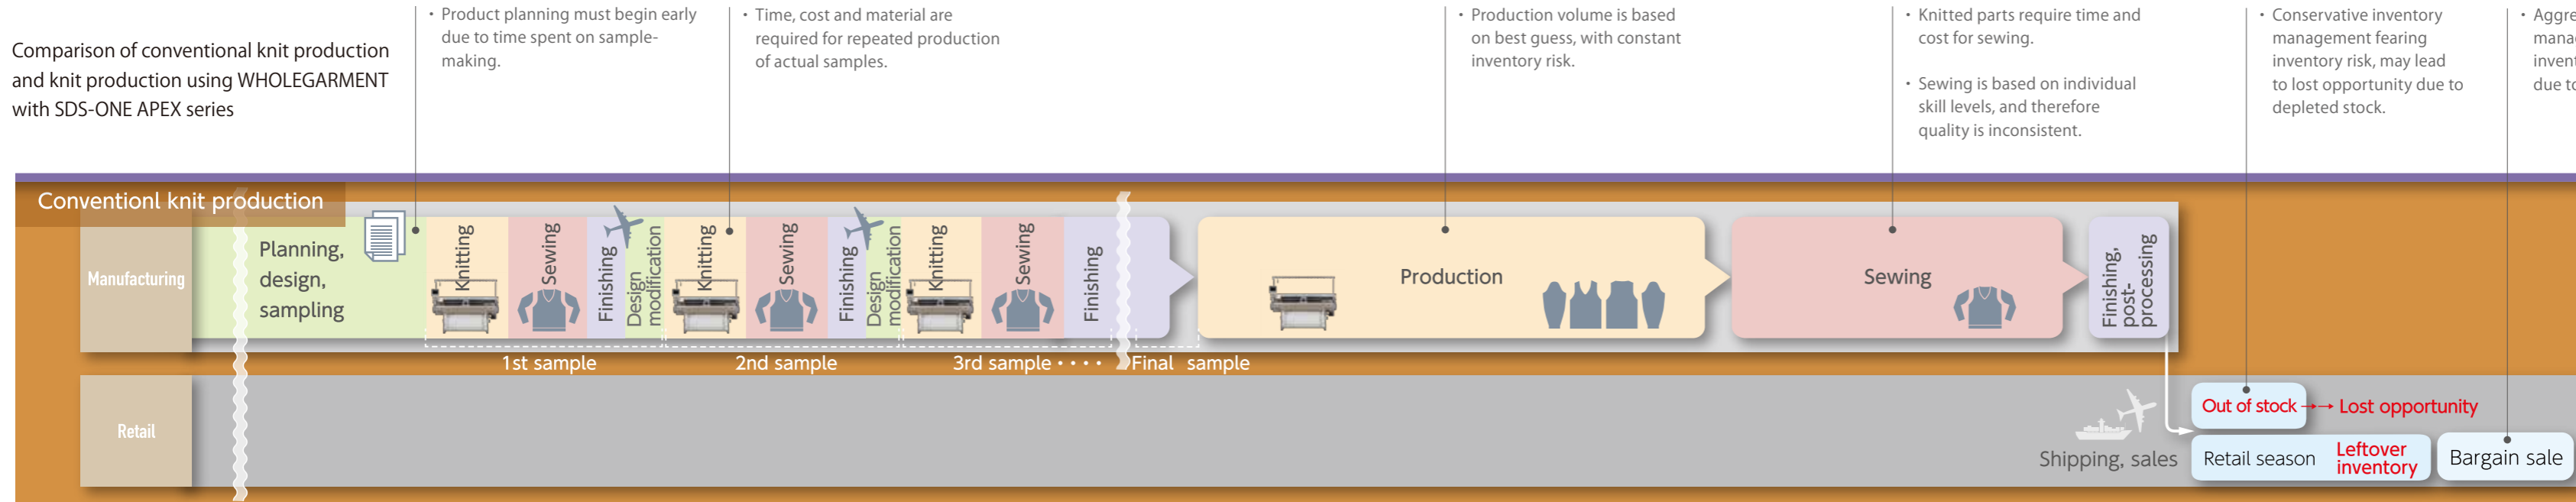 Comparison of conventional knit production
and knit production using WHOLEGARMENT
with SDS-ONE APEX series
・Product planning must begin early
due to time spent on sample-
making.
・Time, cost and material are
required for repeated production
of actual samples.
・Production volume is based
on best guess, with constant
inventory risk.
・Knitted parts require time and
cost for sewing.
・Sewing is based on individual
skill levels, and therefore
quality is inconsistent.
・Conservative inventory
management fearing
inventory risk, may lead
to lost opportunity due to
depleted stock.
due to
Conventionl knit production
Manufacturing
Planning,
design,
sampling
Knitting
Sewing
Finishing
Design
modification
Knitting
Sewing
Finishing
Design
modification
Knitting
Sewing
Finishing
Production
Sewing
Finishing,
post-
processing
1st sample
2nd sample
3rd sample・・・・
Final sample
Retail
Shipping, sales
Out of stock→→Lost opportunity
Retail season
Leftover
inventory
Bargain sale